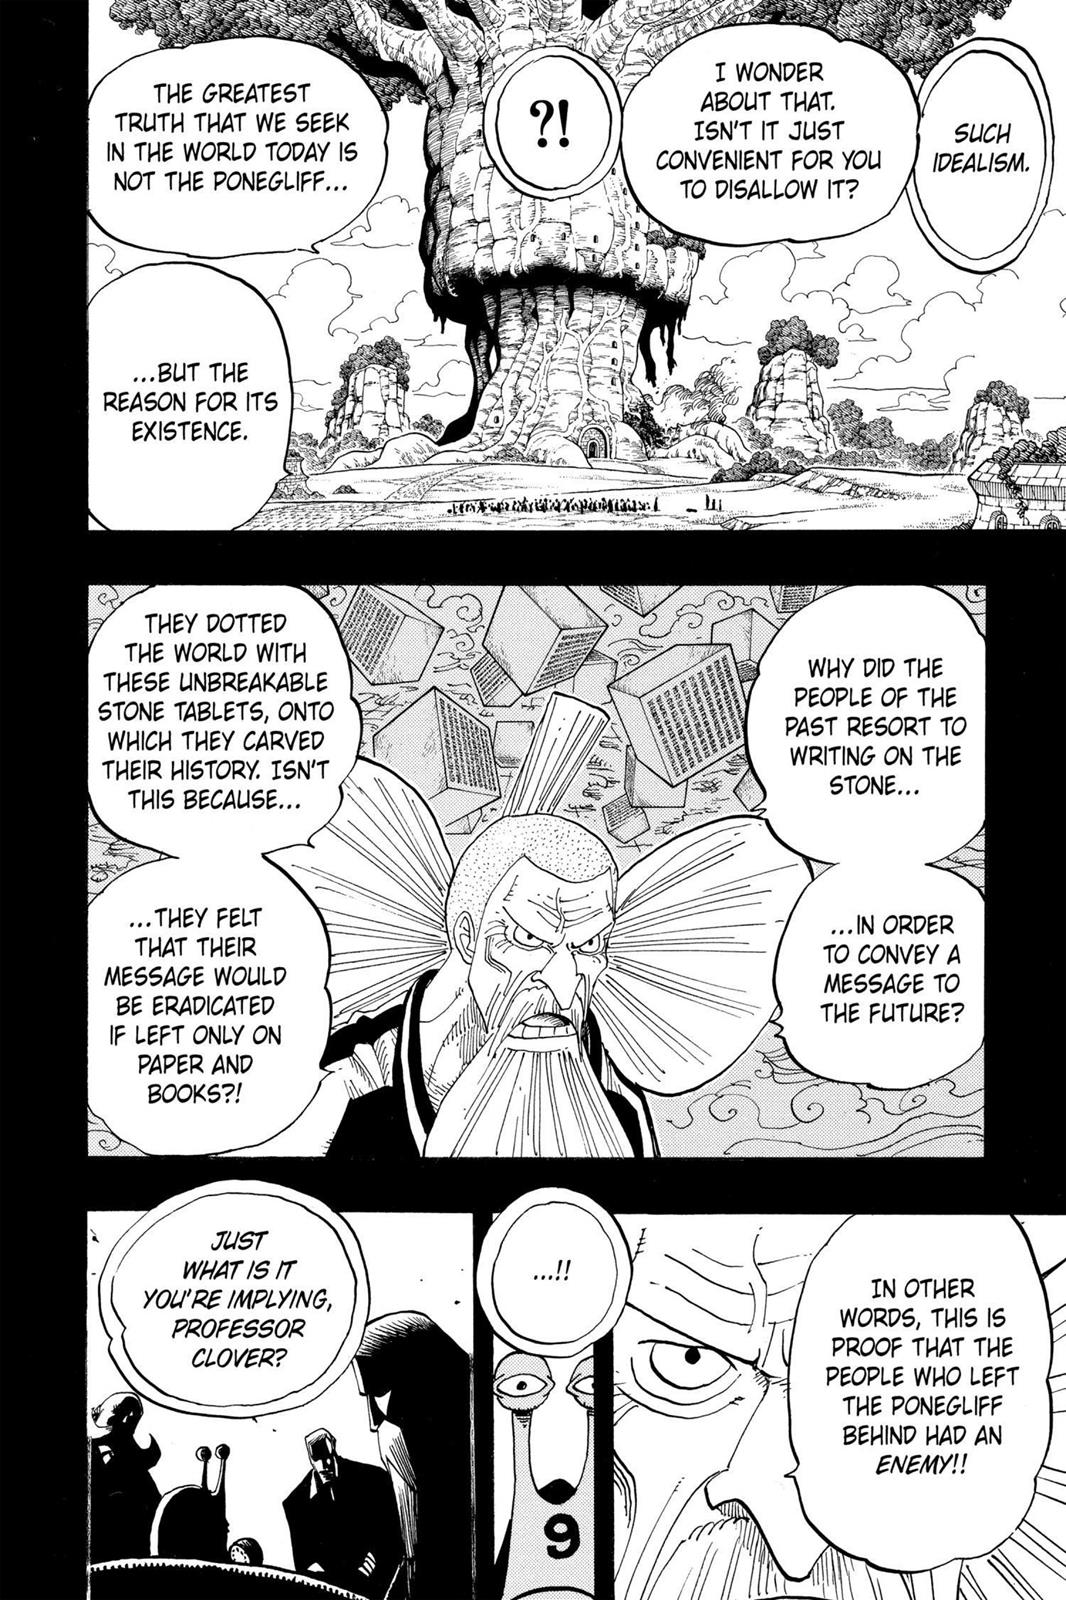 SUCH
IDEALISM.
I WONDER
ABOUT THAT.
ISN'T IT JUST
CONVENIENT FOR YOU
TO DISALLOW IT?
?!
THE GREATEST
TRUTH THAT WE SEEK
IN THE WORLD TODAY IS
NOT THE PONEGLIFF...
...BUT THE
REASON FOR ITS
EXISTENCE.
WHY DID THE
PEOPLE OF THE
PAST RESORT TO
WRITING ON THE
STONE...
...IN ORDER
TO CONVEY A
MESSAGE TO
THE FUTURE?
THEY DOTTED
THE WORLD WITH
THESE UNBREAKABLE
STONE TABLETS, ONTO
WHICH THEY CARVED
THEIR HISTORY. ISN'T
THIS BECAUSE...
...THEY FELT
THAT THEIR
MESSAGE WOULD
BE ERADICATED
IF LEFT ONLY ON
PAPER AND
BOOKS?!
IN OTHER
WORDS, THIS IS
PROOF THAT THE
PEOPLE WHO LEFT
THE PONEGLIFF
BEHIND HAD AN
ENEMY!!
...!!
9
JUST
WHAT IS IT
YOU'RE IMPLYING,
PROFESSOR
CLOVER?